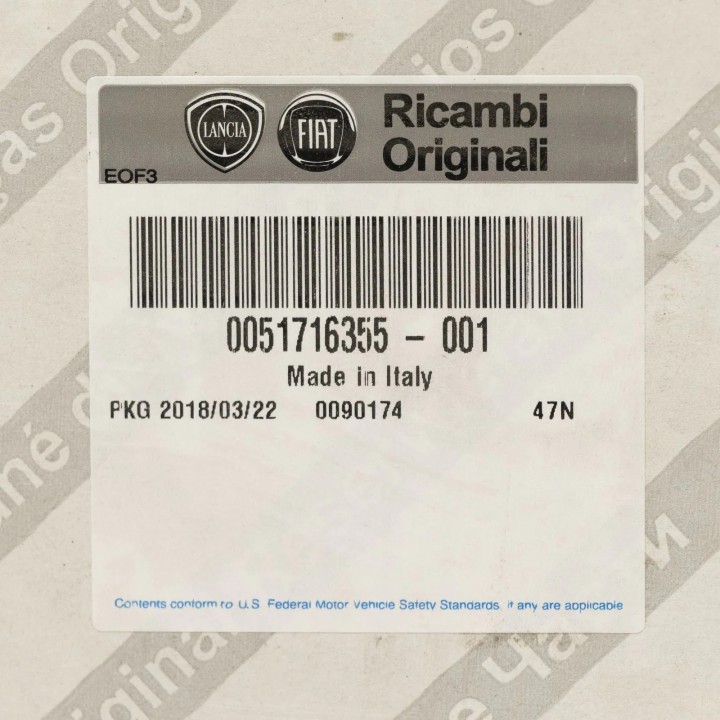 LANCIA FIAT Ricambi
Originali
EOF3
0051716355 - 001
Made in Italy
PKG 2018/03/22 0090174 47N
Contents conform to U.S. Federal Motor Vehicle Safety Standards, if any are applicable